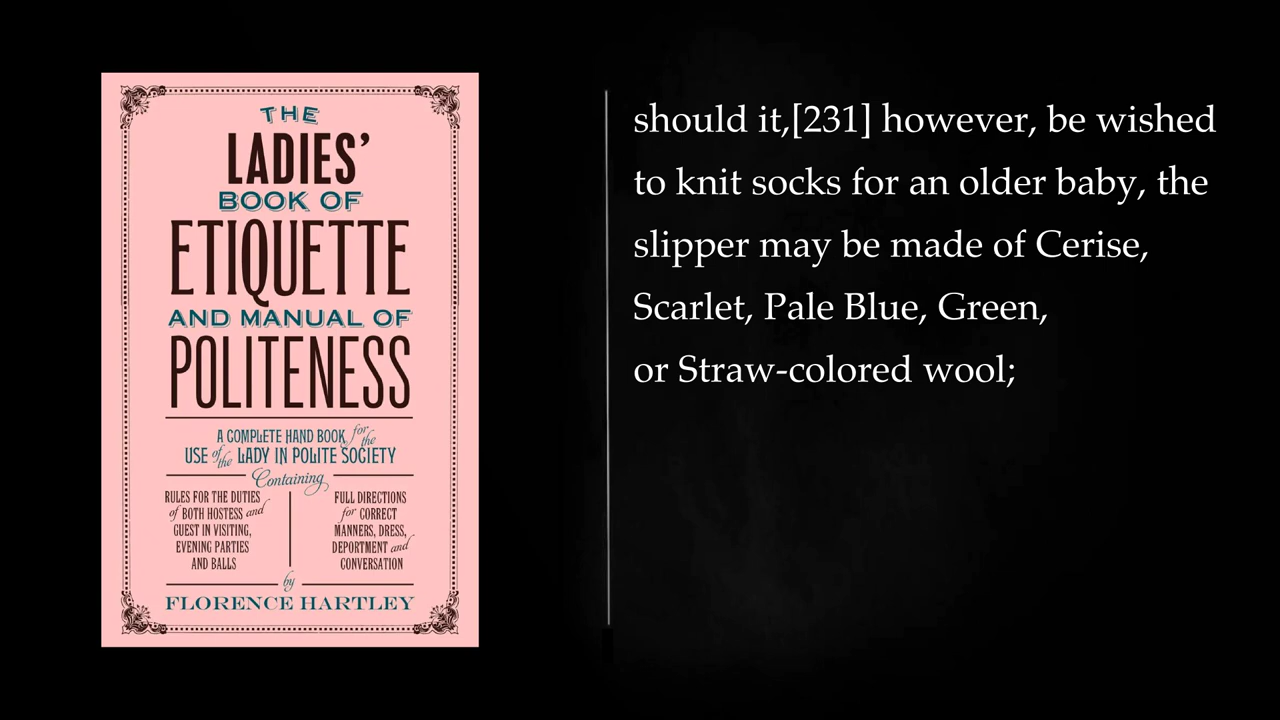 THE
LADIES'
BOOK OF
ETIQUETTE
AND MANUAL OF
POLITENESS
A COMPLETE HAND BOOK for the
USE of the LADY IN POLITE SOCIETY
Containing
RULES FOR THE DUTIES
of BOTH HOSTESS and
GUEST IN VISITING,
EVENING PARTIES
AND BALLS
FULL DIRECTIONS
for CORRECT
MANNERS, DRESS,
DEPORTMENT and
CONVERSATION
by
FLORENCE HARTLEY
should it,[231] however, be wished
to knit socks for an older baby, the
slipper may be made of Cerise,
Scarlet, Pale Blue, Green,
or Straw-colored wool;